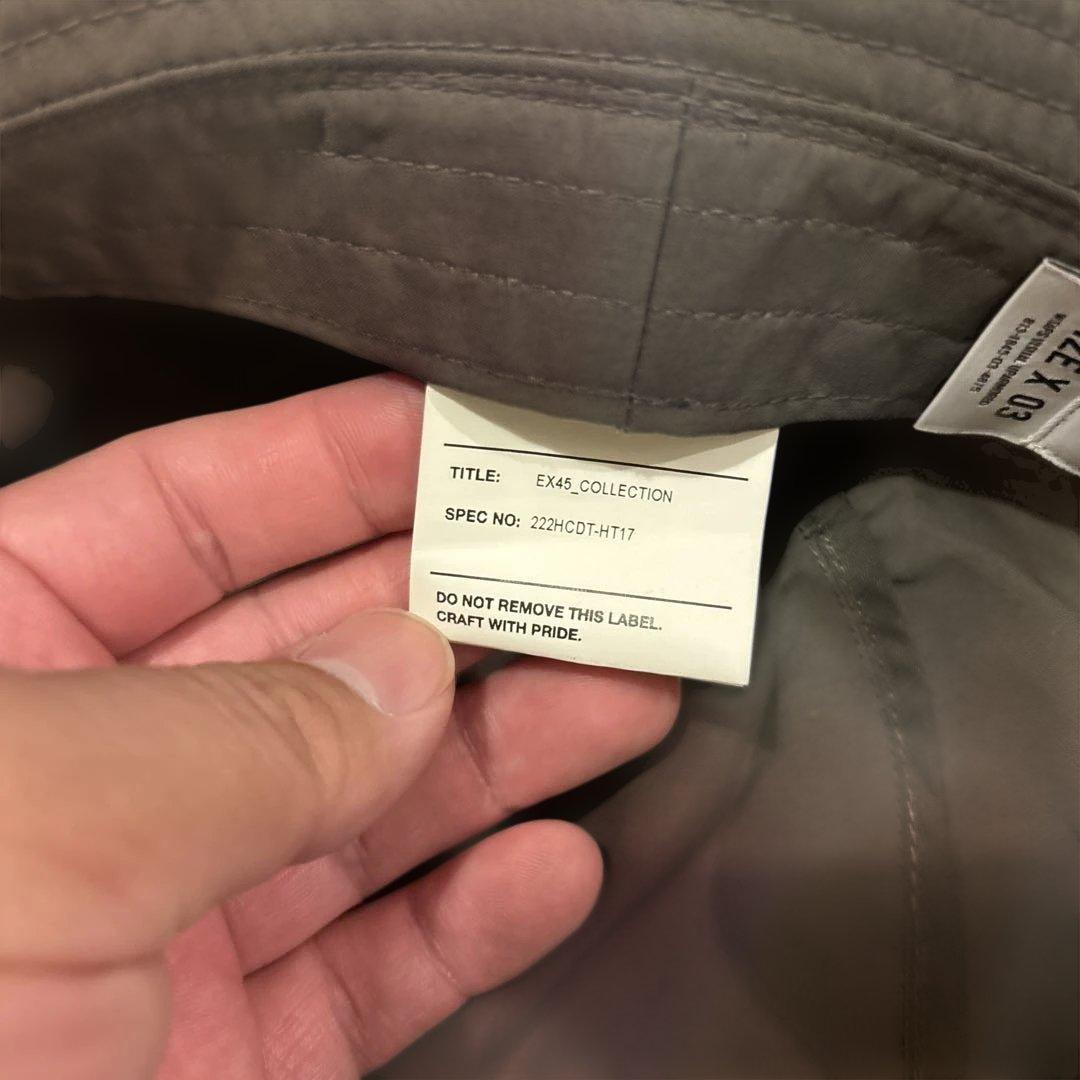 TITLE: EX45_COLLECTION
SPEC NO: 222HCDT-HT17
DO NOT REMOVE THIS LABEL.
CRAFT WITH PRIDE.
X 03